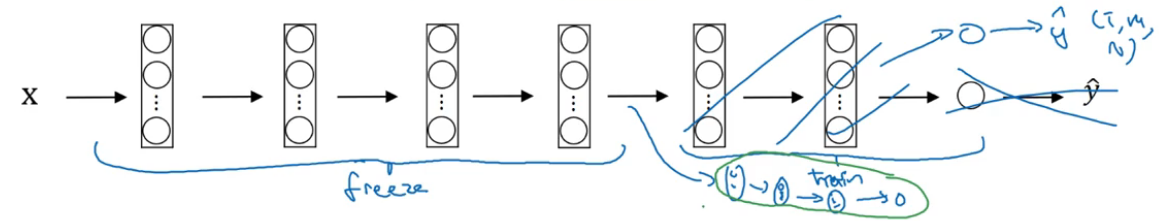 ŷ (T, M, N)
x ŷ
freeze
train